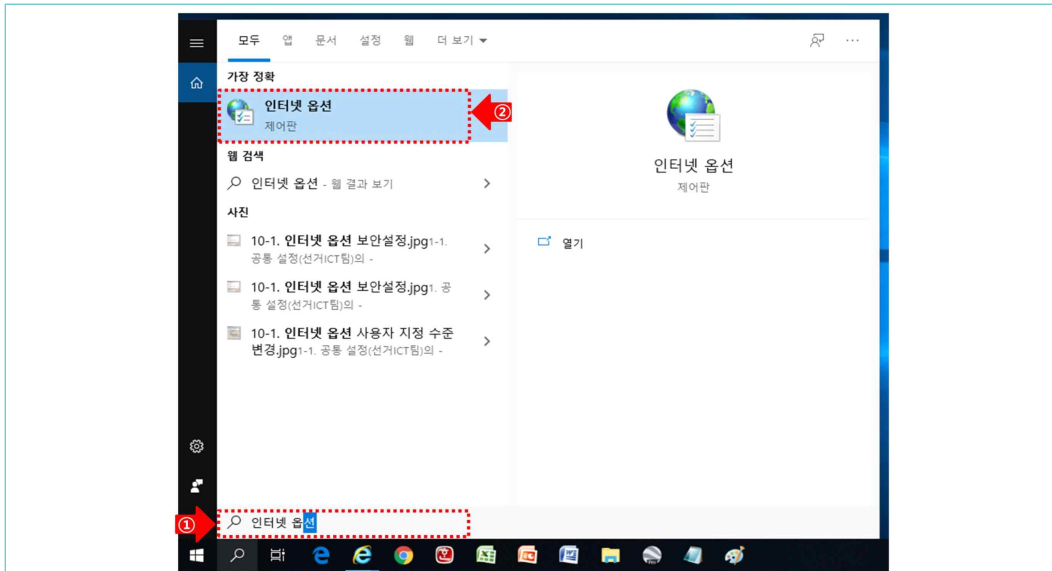 모두 앱 문서 설정 웹 더 보기
가장 정확
인터넷 옵션
제어판
②
웹 검색
인터넷 옵션 - 웹 결과 보기
사진
10-1. 인터넷 옵션 보안설정.jpg1-1.
공통 설정(선거ICT팀)의 -
10-1. 인터넷 옵션 보안설정.jpg1. 공
통 설정(선거ICT팀)의 -
10-1. 인터넷 옵션 사용자 지정 수준
변경.jpg1-1. 공통 설정(선거ICT팀)의 -
인터넷 옵션
제어판
열기
①
인터넷 옵션